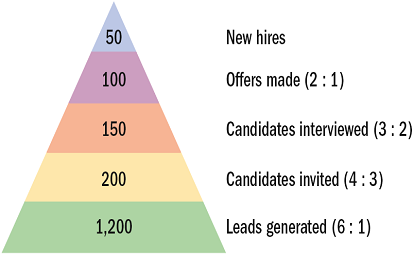 50 New hires
100 Offers made (2 : 1)
150 Candidates interviewed (3 : 2)
200 Candidates invited (4 : 3)
1,200 Leads generated (6 : 1)